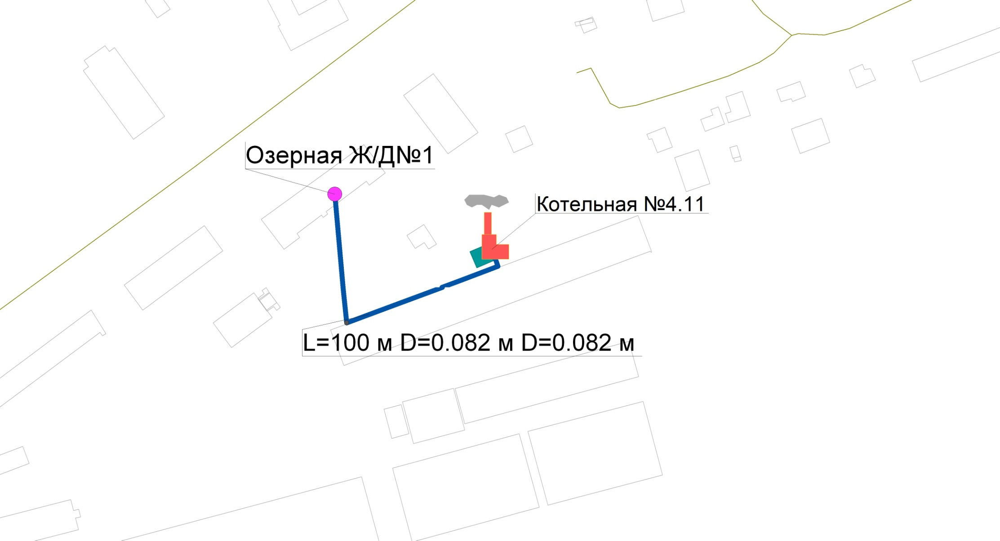 Озерная Ж/Д№1
Котельная №4.11
L=100 м D=0.082 м D=0.082 м